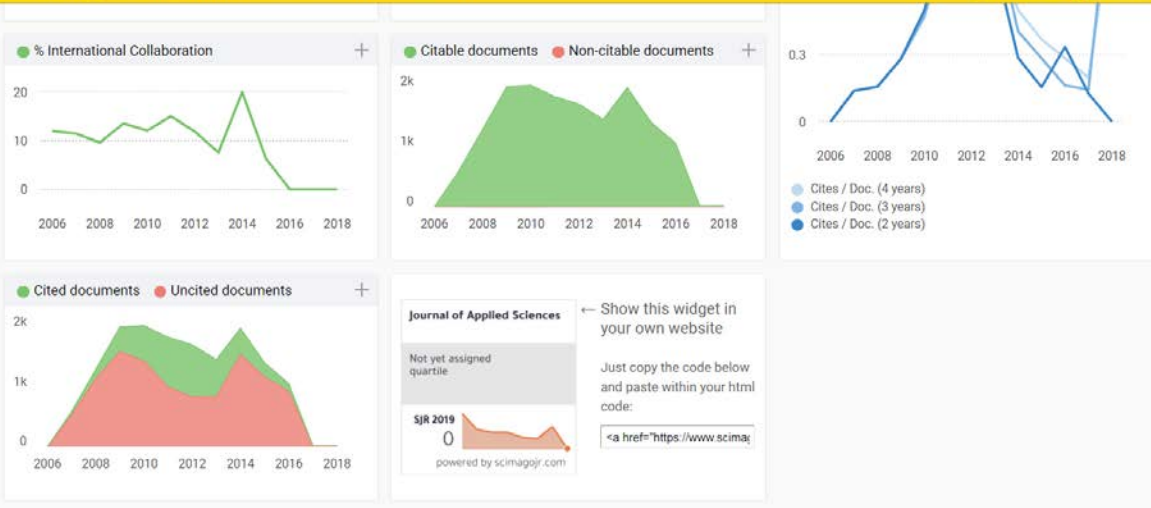 % International Collaboration
+
20
10
0
2006 2008 2010 2012 2014 2016 2018
Citable documents Non-citable documents
+
2k
1k
0
2006 2008 2010 2012 2014 2016 2018
0.3
0
2006 2008 2010 2012 2014 2016 2018
Cites / Doc. (4 years)
Cites / Doc. (3 years)
Cites / Doc. (2 years)
Cited documents Uncited documents
+
2k
1k
0
2006 2008 2010 2012 2014 2016 2018
Journal of Applied Sciences
Not yet assigned
quartile
SJR 2019
0
powered by scimagojr.com
← Show this widget in
your own website
Just copy the code below
and paste within your html
code:
<a href="https://www.scimag